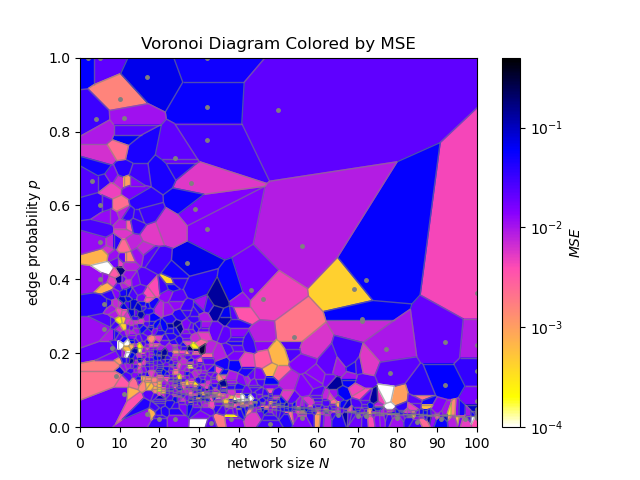 Voronoi Diagram Colored by MSE
1.0
0.8
0.6
0.4
0.2
0.0
edge probability p
0 10 20 30 40 50 60 70 80 90 100
network size N
10⁻¹
10⁻²
10⁻³
10⁻⁴
MSE